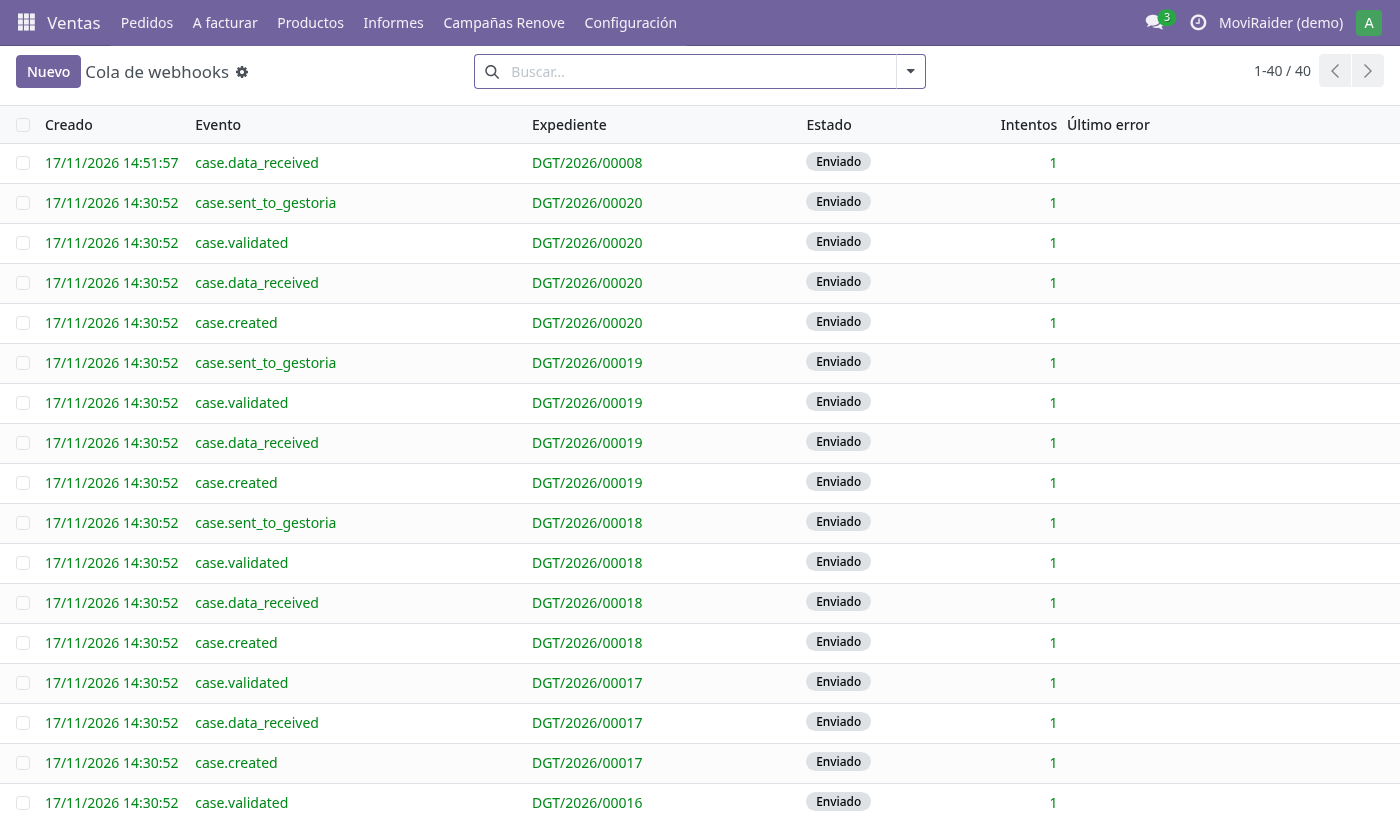 Ventas Pedidos A facturar Productos Informes Campañas Renove Configuración 3 MoviRaider (demo) A
Nuevo Cola de webhooks Buscar... 1-40 / 40
Creado Evento Expediente Estado Intentos Último error
17/11/2026 14:51:57 case.data_received DGT/2026/00008 Enviado 1
17/11/2026 14:30:52 case.sent_to_gestoria DGT/2026/00020 Enviado 1
17/11/2026 14:30:52 case.validated DGT/2026/00020 Enviado 1
17/11/2026 14:30:52 case.data_received DGT/2026/00020 Enviado 1
17/11/2026 14:30:52 case.created DGT/2026/00020 Enviado 1
17/11/2026 14:30:52 case.sent_to_gestoria DGT/2026/00019 Enviado 1
17/11/2026 14:30:52 case.validated DGT/2026/00019 Enviado 1
17/11/2026 14:30:52 case.data_received DGT/2026/00019 Enviado 1
17/11/2026 14:30:52 case.created DGT/2026/00019 Enviado 1
17/11/2026 14:30:52 case.sent_to_gestoria DGT/2026/00018 Enviado 1
17/11/2026 14:30:52 case.validated DGT/2026/00018 Enviado 1
17/11/2026 14:30:52 case.data_received DGT/2026/00018 Enviado 1
17/11/2026 14:30:52 case.created DGT/2026/00018 Enviado 1
17/11/2026 14:30:52 case.validated DGT/2026/00017 Enviado 1
17/11/2026 14:30:52 case.data_received DGT/2026/00017 Enviado 1
17/11/2026 14:30:52 case.created DGT/2026/00017 Enviado 1
17/11/2026 14:30:52 case.validated DGT/2026/00016 Enviado 1